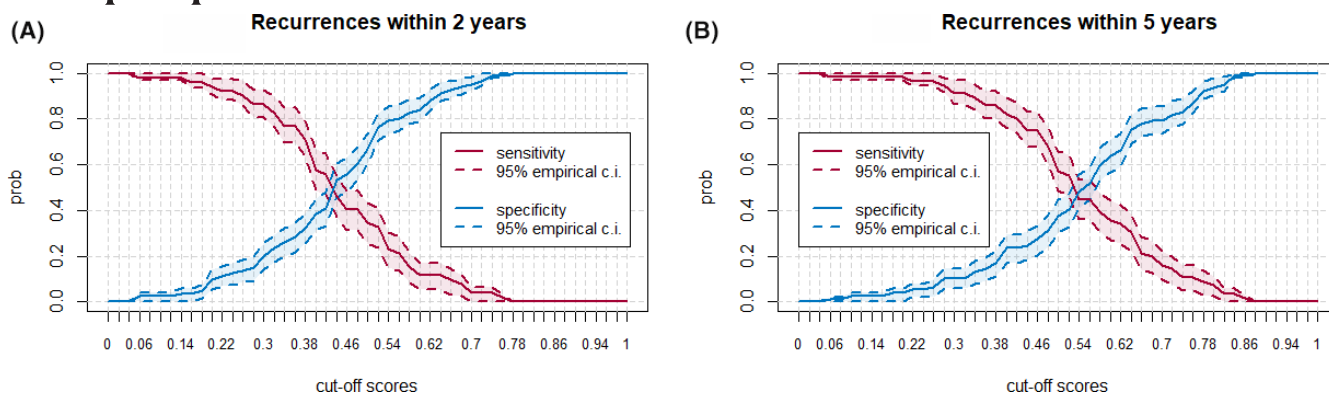 Recurrences within 2 years
(A)
prob
1.0
0.8
0.6
0.4
0.2
0.0
sensitivity
95% empirical c.i.
specificity
95% empirical c.i.
0 0.06 0.14 0.22 0.3 0.38 0.46 0.54 0.62 0.7 0.78 0.86 0.94 1
cut-off scores
Recurrences within 5 years
(B)
prob
1.0
0.8
0.6
0.4
0.2
0.0
sensitivity
95% empirical c.i.
specificity
95% empirical c.i.
0 0.06 0.14 0.22 0.3 0.38 0.46 0.54 0.62 0.7 0.78 0.86 0.94 1
cut-off scores